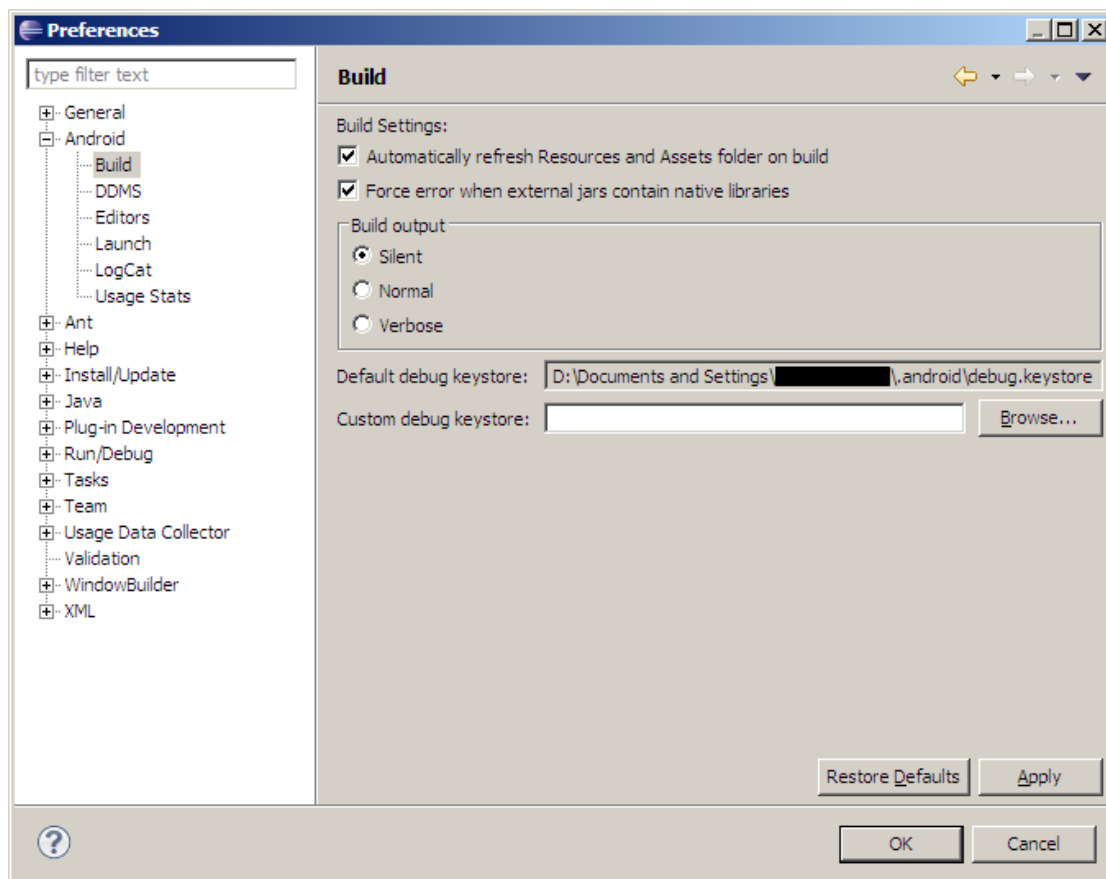 Preferences
type filter text
General
Android
Build
DDMS
Editors
Launch
LogCat
Usage Stats
Ant
Help
Install/Update
Java
Plug-in Development
Run/Debug
Tasks
Team
Usage Data Collector
Validation
WindowBuilder
XML
Build
Build Settings:
Automatically refresh Resources and Assets folder on build
Force error when external jars contain native libraries
Build output
Silent
Normal
Verbose
Default debug keystore: D:\Documents and Settings\ \.android\debug.keystore
Custom debug keystore: Browse...
Restore Defaults Apply
? OK Cancel